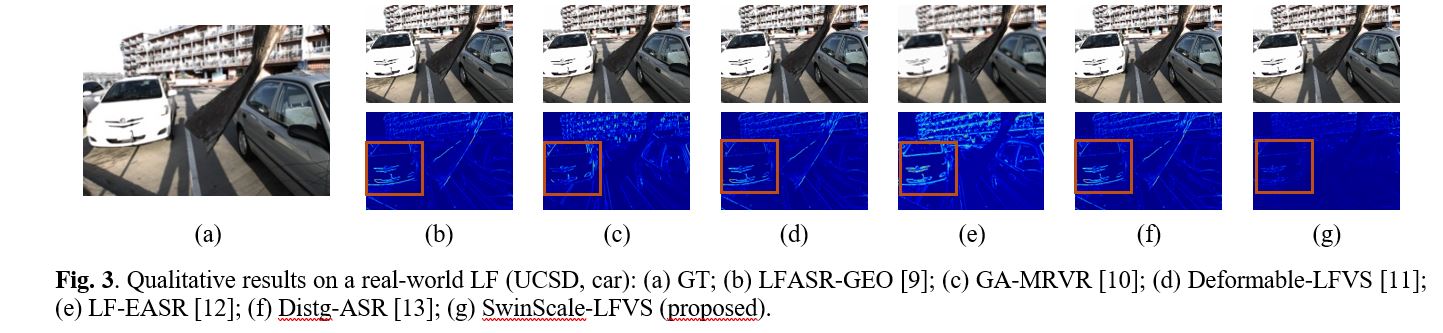 (a) (b) (c) (d) (e) (f) (g)
Fig. 3. Qualitative results on a real-world LF (UCSD, car): (a) GT; (b) LFASR-GEO [9]; (c) GA-MRVR [10]; (d) Deformable-LFVS [11];
(e) LF-EASR [12]; (f) Distg-ASR [13]; (g) SwinScale-LFVS (proposed).